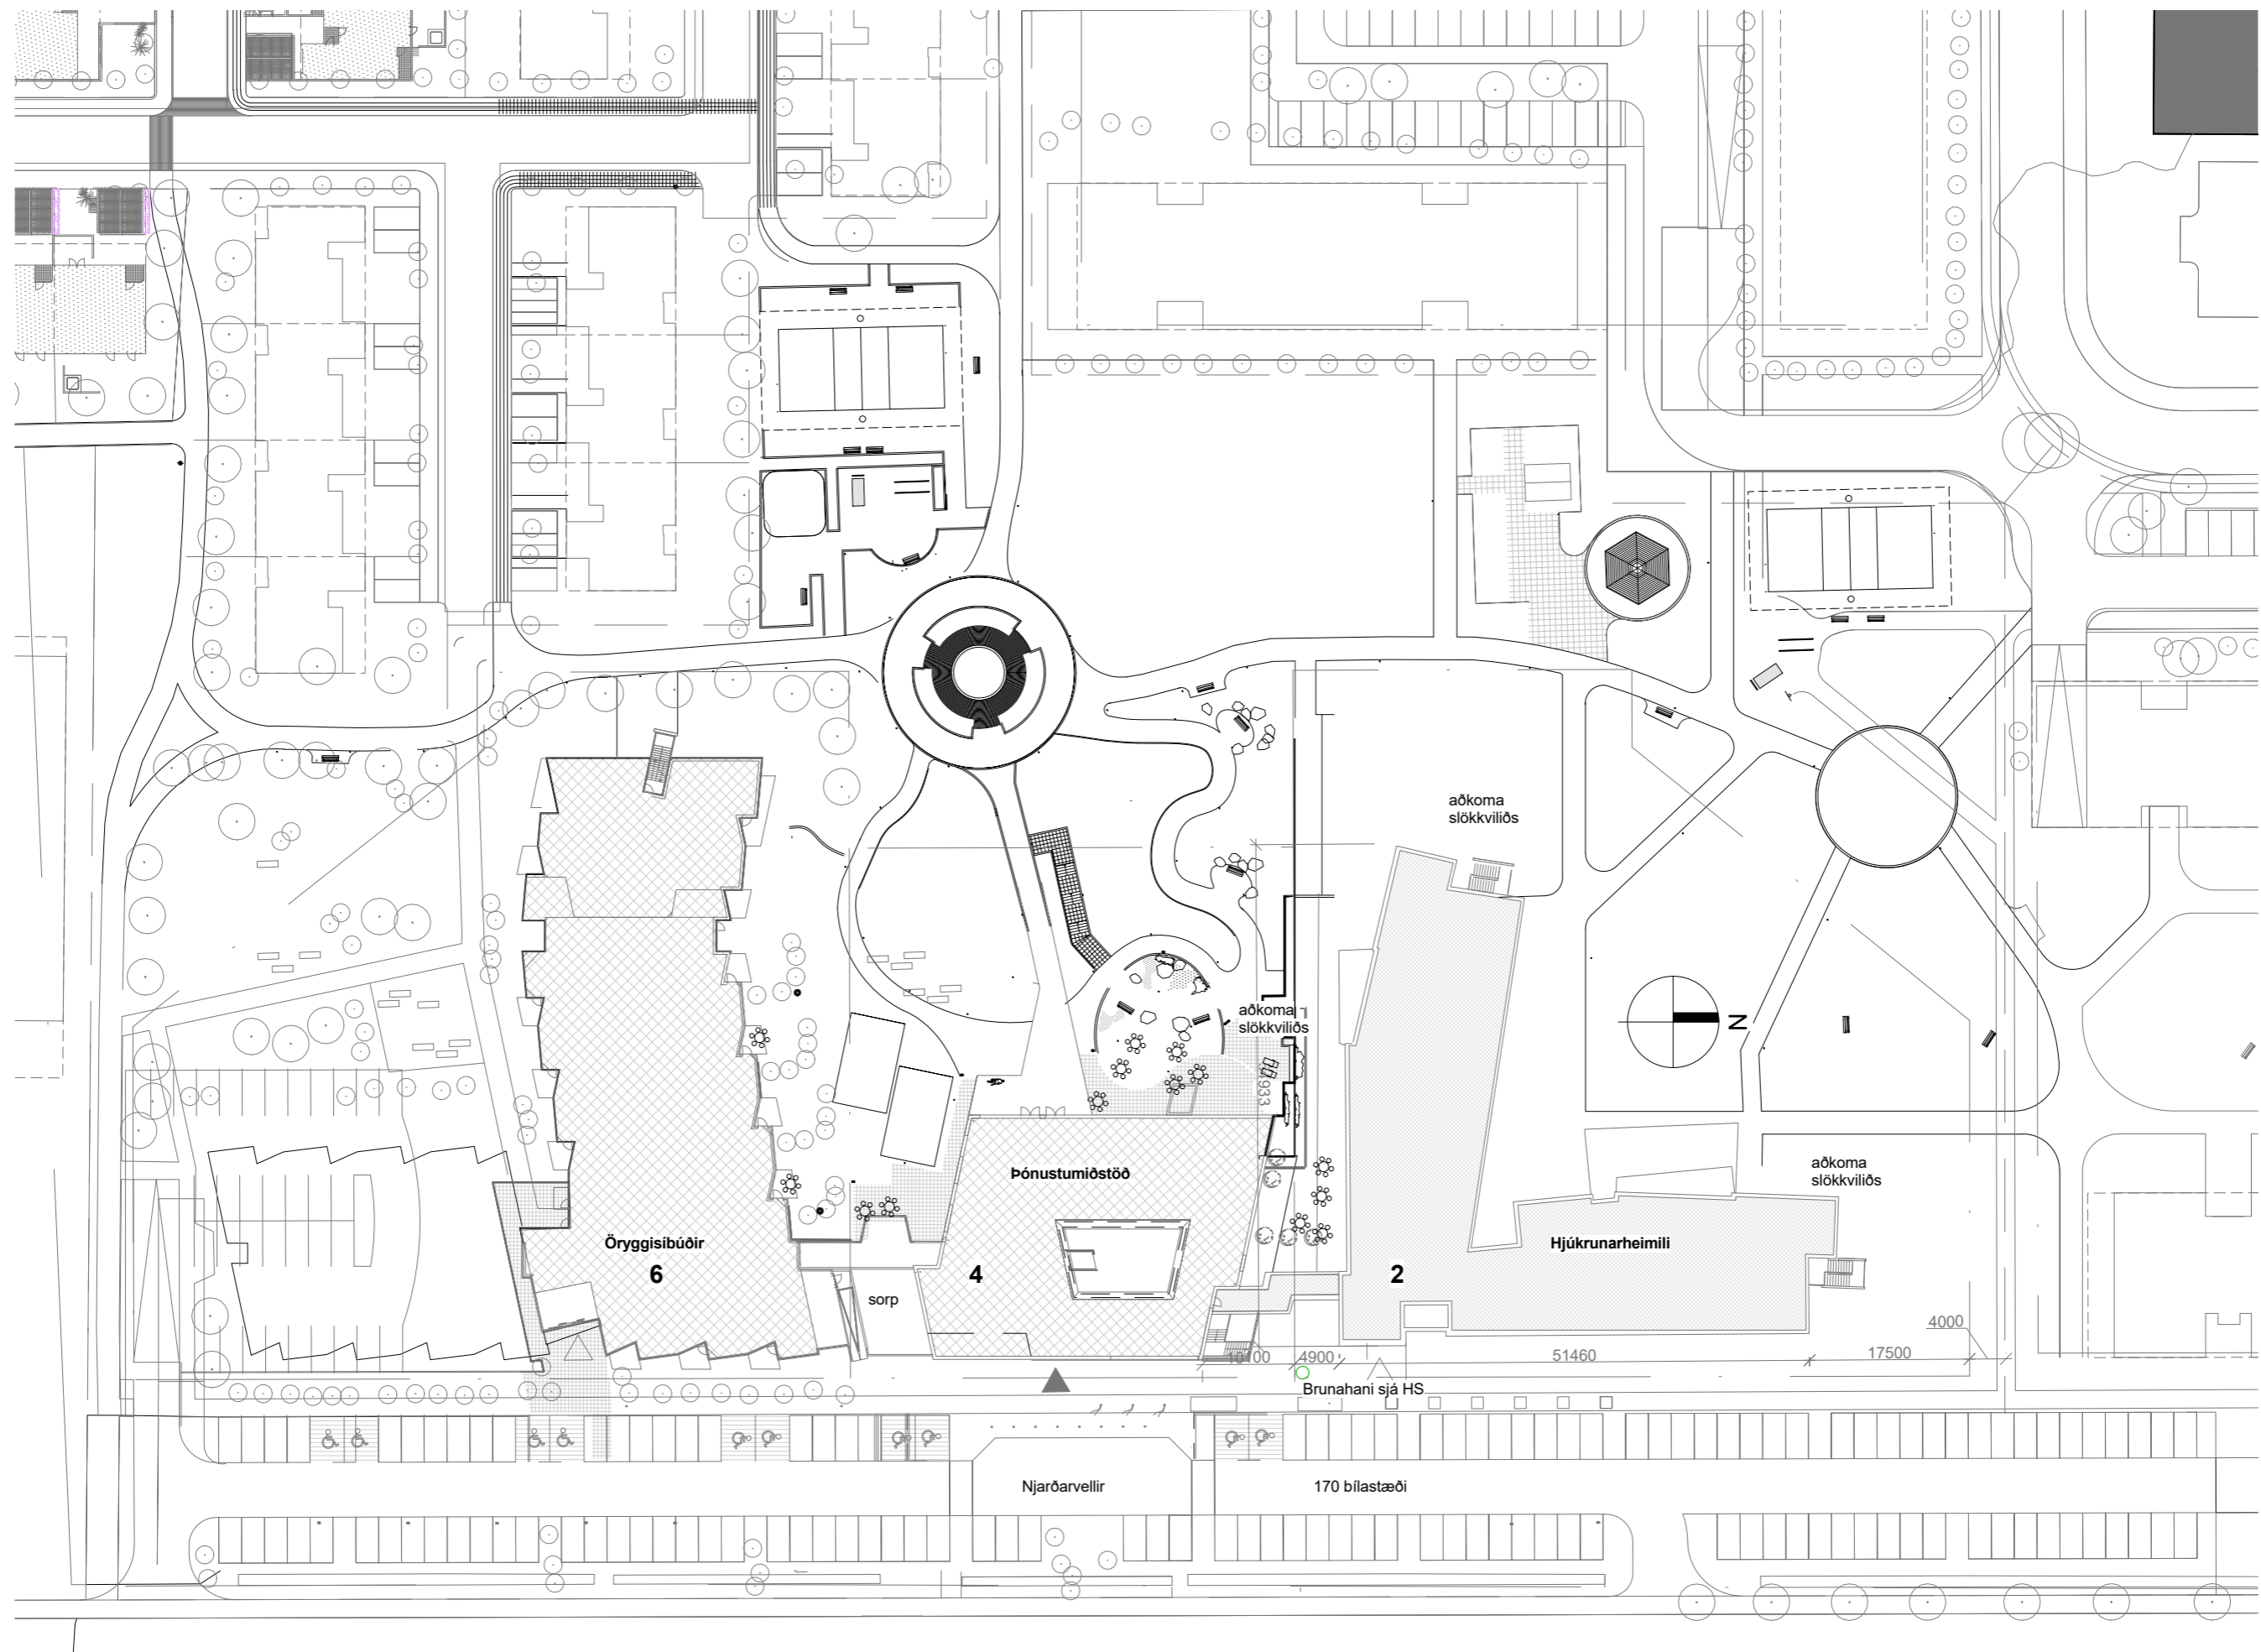 aðkoma
slökkviliðs
aðkoma
slökkviliðs
N
Þónustumiðstöð
aðkoma
slökkviliðs
Öryggisíbúðir
6
4
2
Hjúkrunarheimili
sorp
4000
4900
51460
17500
Brunahani sjá HS
Njarðarvellir
170 bílastæði